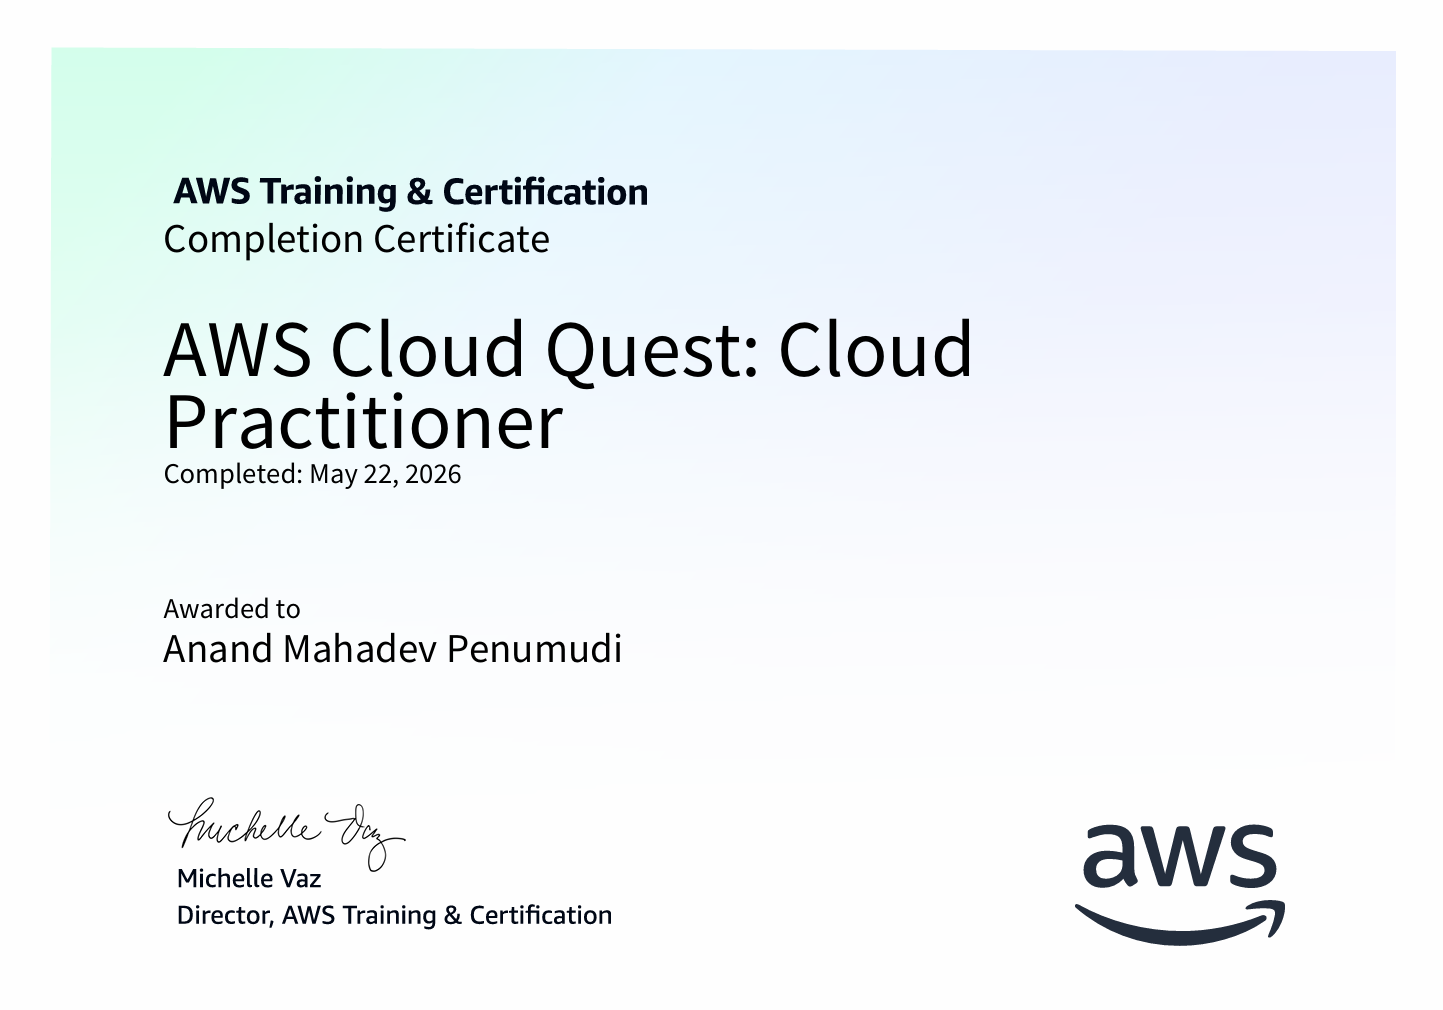 AWS Training & Certification
Completion Certificate
AWS Cloud Quest: Cloud
Practitioner
Completed: May 22, 2026
Awarded to
Anand Mahadev Penumudi
Michelle Vaz
Michelle Vaz
Director, AWS Training & Certification
aws